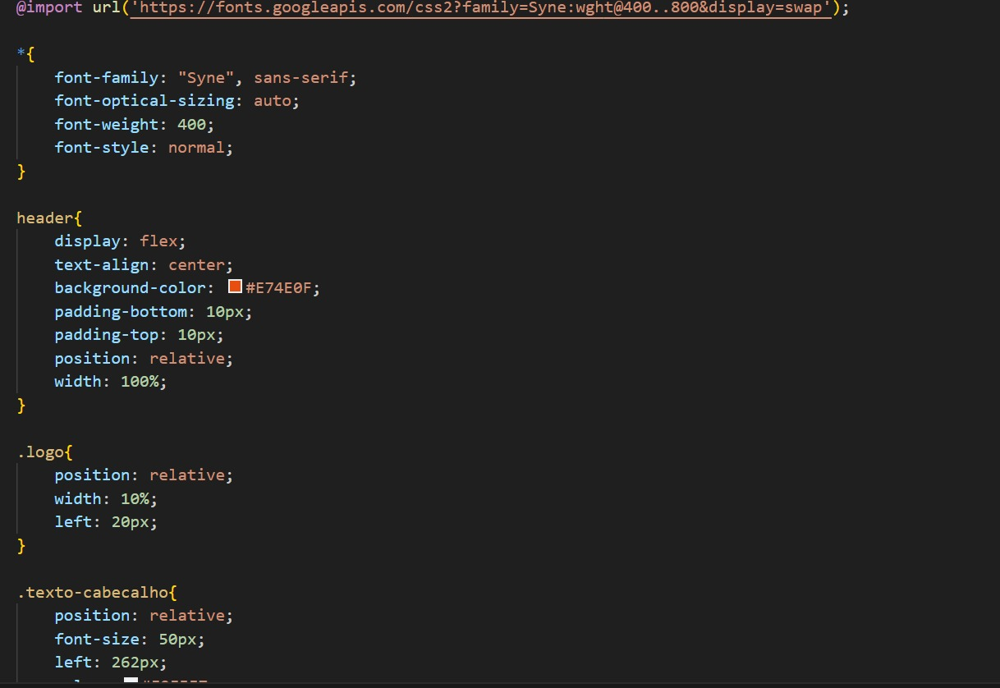 @import url('https://fonts.googleapis.com/css2?family=Syne:wght@400..800&display=swap');
*{
font-family: "Syne", sans-serif;
font-optical-sizing: auto;
font-weight: 400;
font-style: normal;
}
header{
display: flex;
text-align: center;
background-color: #E74E0F;
padding-bottom: 10px;
padding-top: 10px;
position: relative;
width: 100%;
}
.logo{
position: relative;
width: 10%;
left: 20px;
}
.texto-cabecalho{
position: relative;
font-size: 50px;
left: 262px;